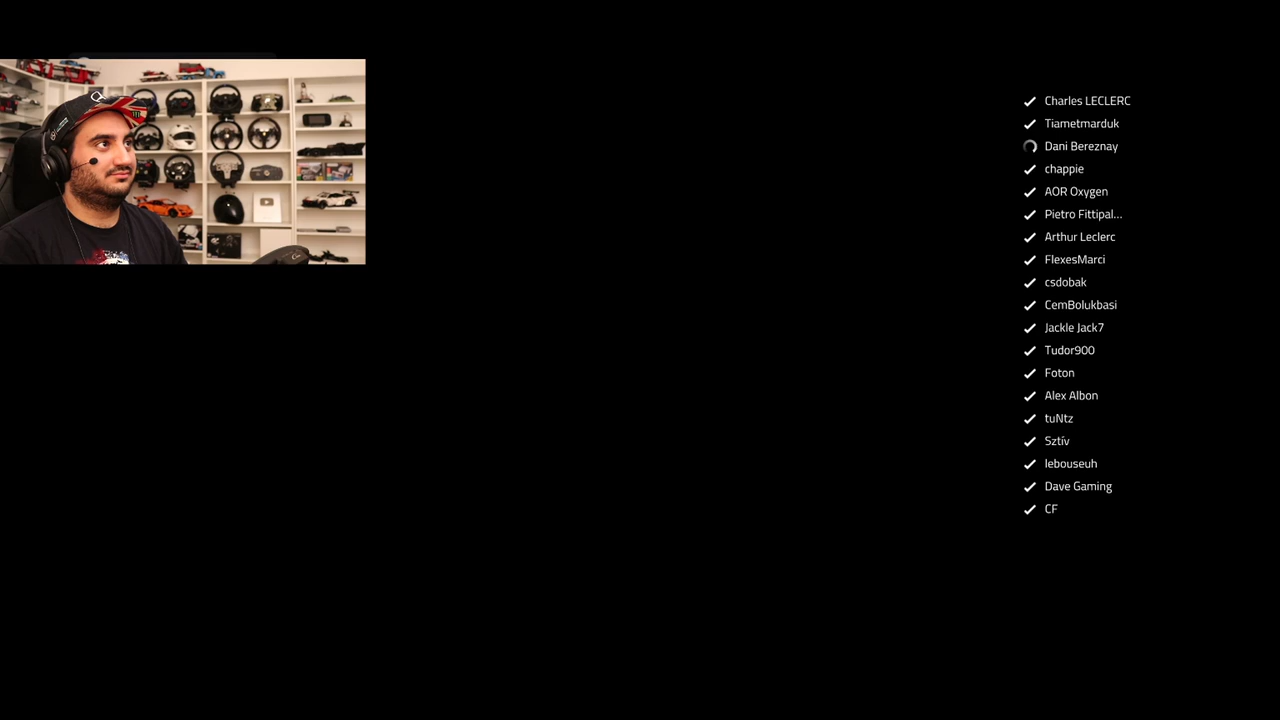 Charles LECLERC
Tiametmarduk
Dani Bereznay
chappie
AOR Oxygen
Pietro Fittipal...
Arthur Leclerc
FlexesMarci
csdobak
CemBolukbasi
Jackle Jack7
Tudor900
Foton
Alex Albon
tuNtz
Sztív
lebouseuh
Dave Gaming
CF